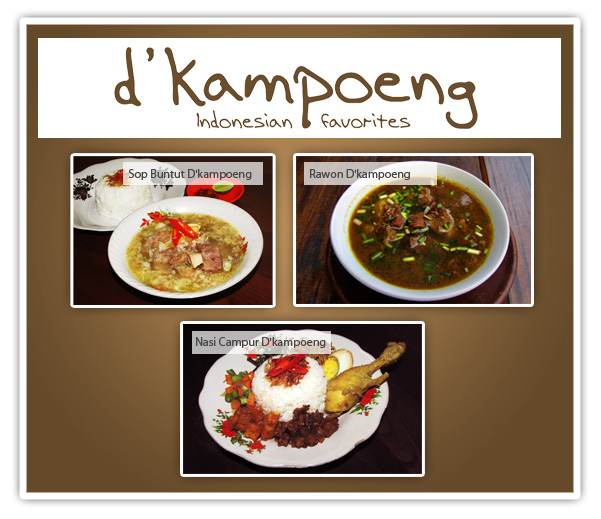 d'kampoeng
Indonesian favorites
Sop Buntut D'kampoeng
Rawon D'kampoeng
Nasi Campur D'kampoeng